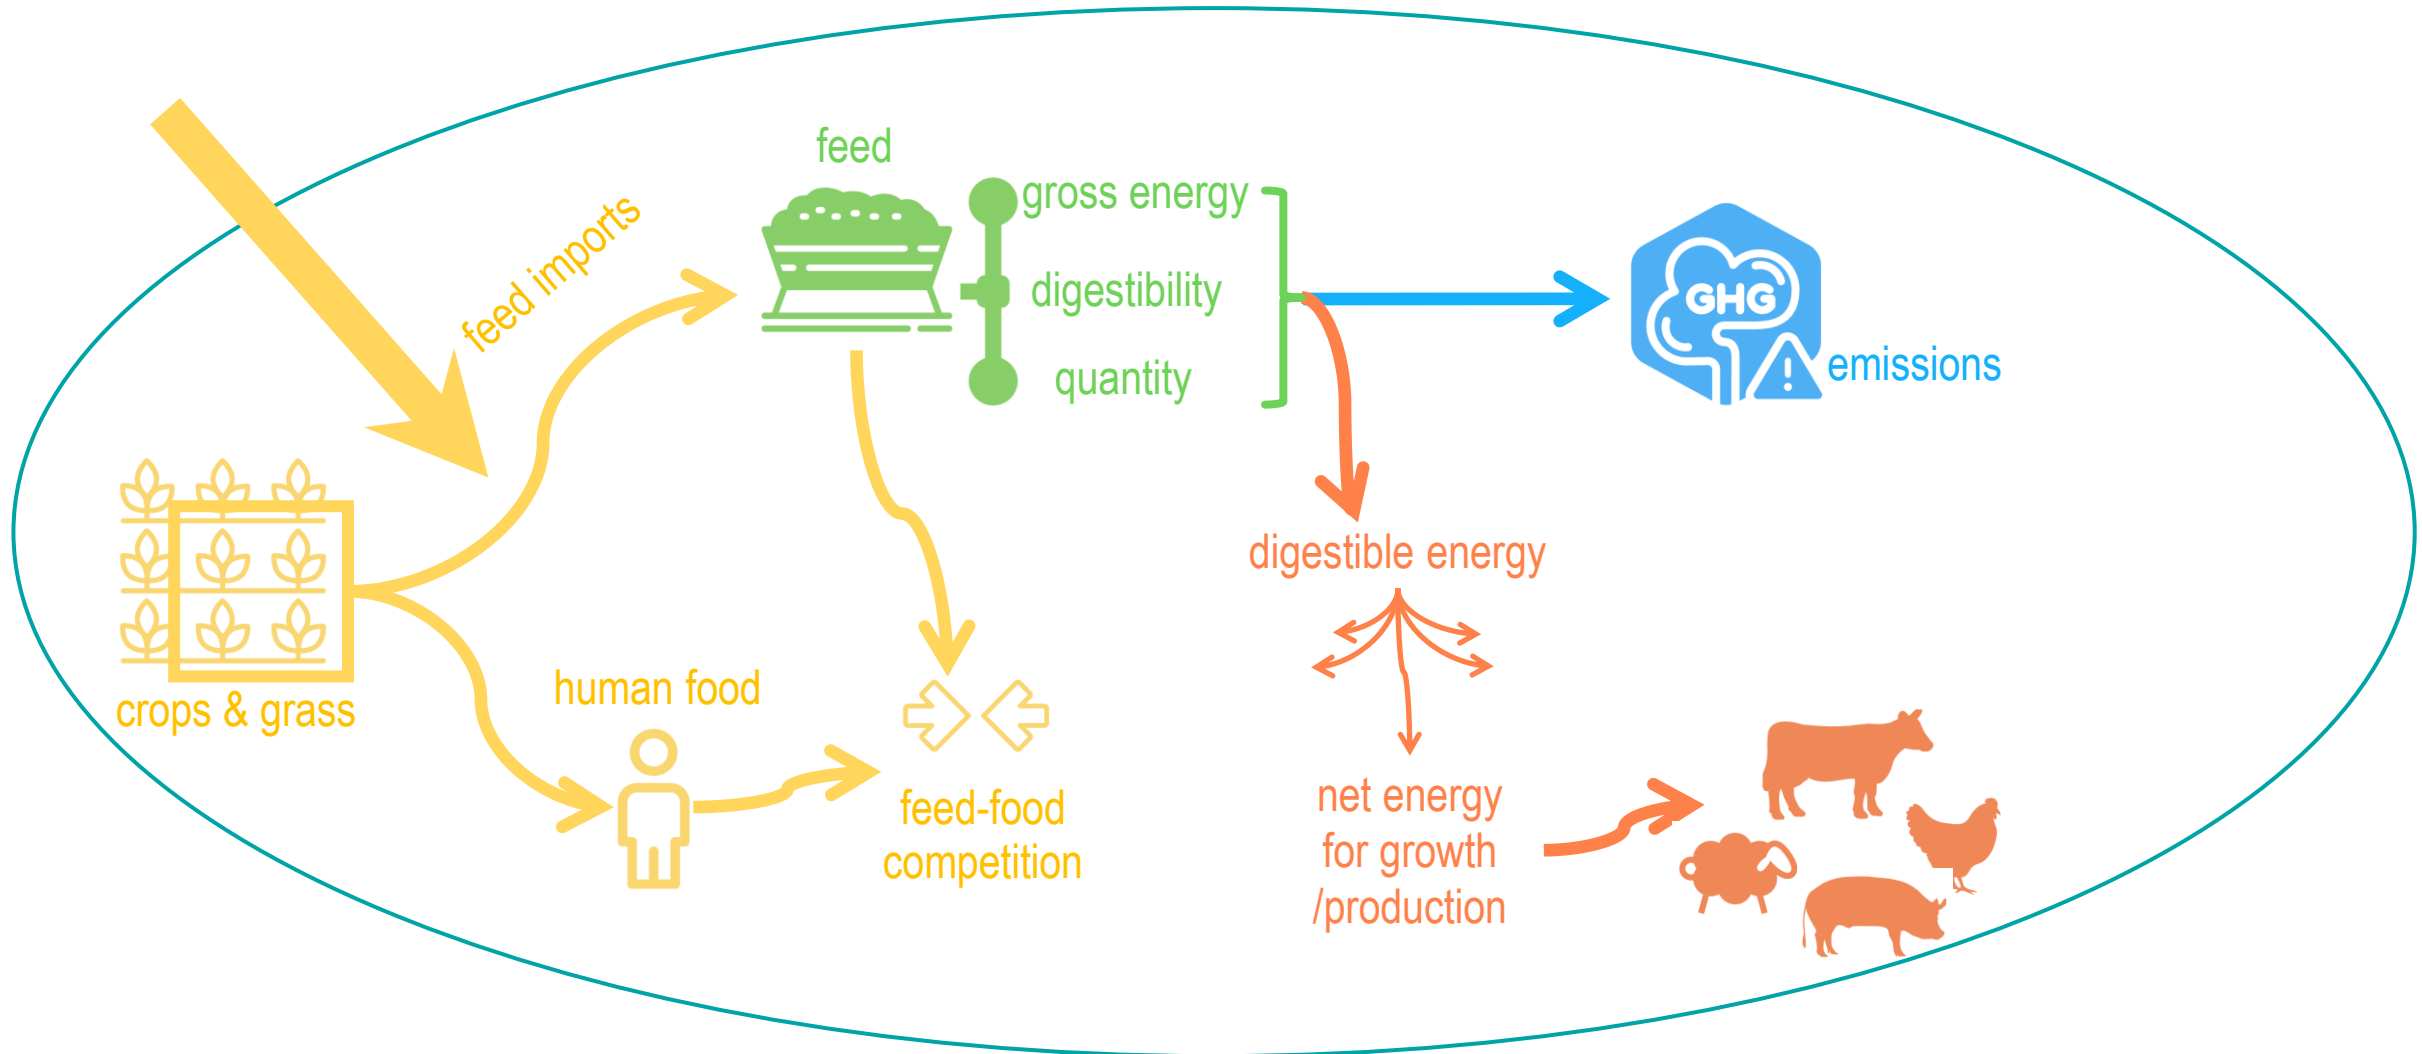 feed
gross energy
digestibility
quantity
feed imports
GHG
emissions
digestible energy
crops & grass
human food
feed-food
competition
net energy
for growth
/production